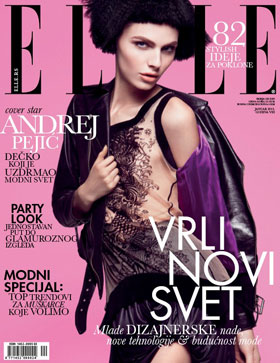 ELLE
ELLE.RS
82
STYLISH
IDEJE
ZA POKLONE
cover star
ANDREJ
PEJIC
DEČKO
KOJI JE
UZDRMAO
MODNI SVET
PARTY
LOOK
JEDNOSTAVAN
PUT DO
GLAMUROZNOG
IZGLEDA
MODNI
SPECIJAL:
TOP TRENDOVI
ZA MUŠKARCE
KOJE VOLIMO
VRLI
NOVI
SVET
Mlade DIZAJNERSKE nade,
nove tehnologije & budućnost mode